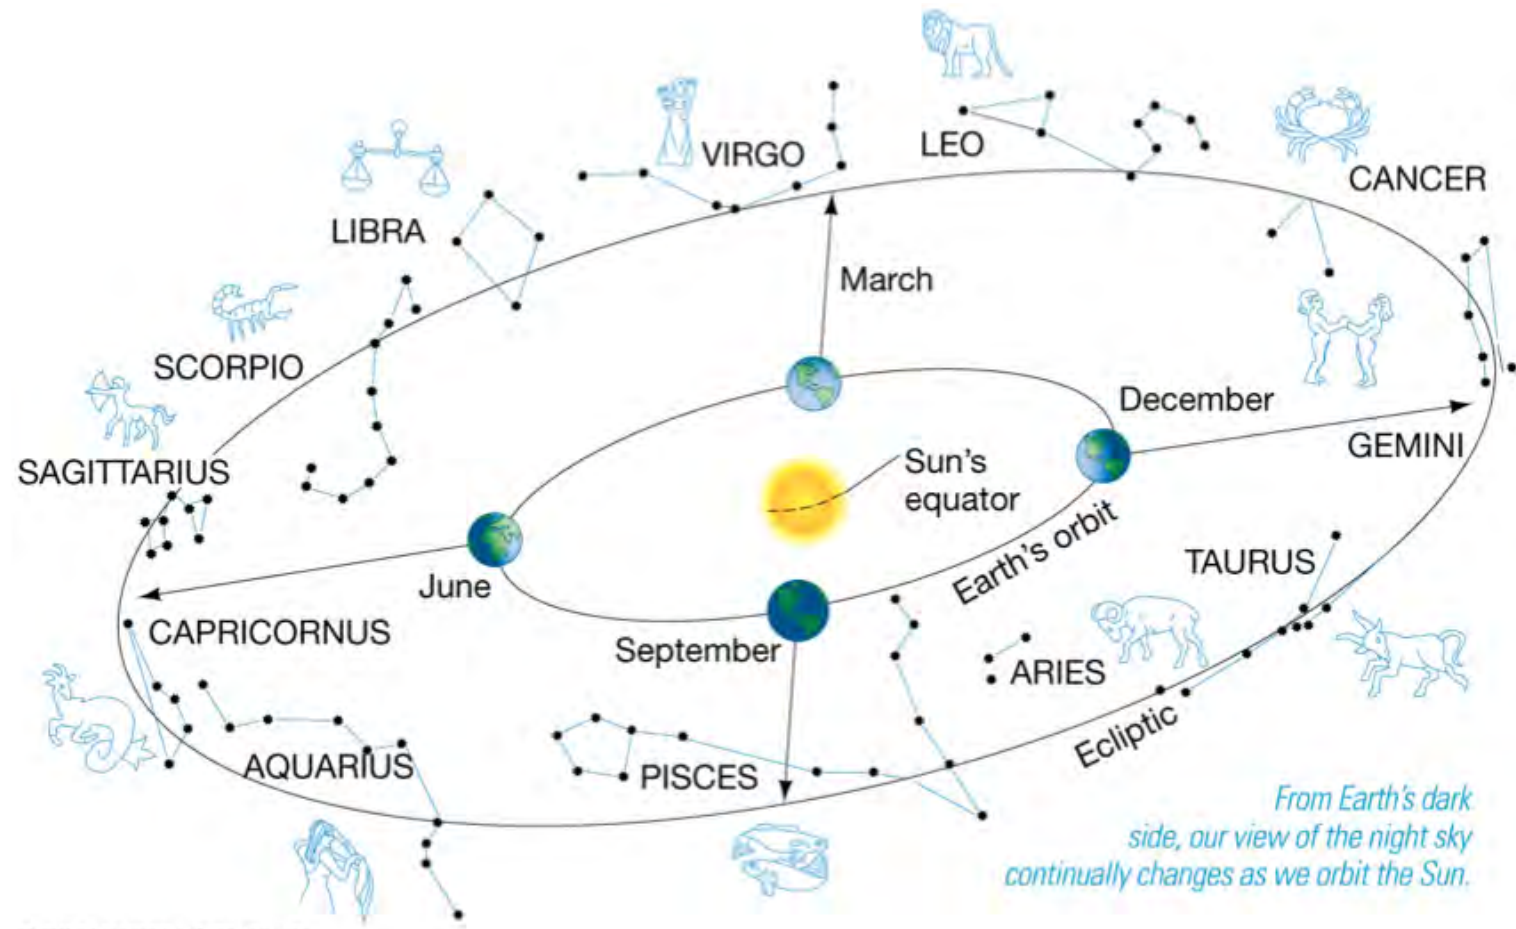 LEO
VIRGO
CANCER
LIBRA
March
SCORPIO
December
GEMINI
SAGITTARIUS
Sun's
equator
Earth's orbit
TAURUS
June
CAPRICORNUS
September
ARIES
Ecliptic
AQUARIUS
PISCES
From Earth's dark
side, our view of the night sky
continually changes as we orbit the Sun.